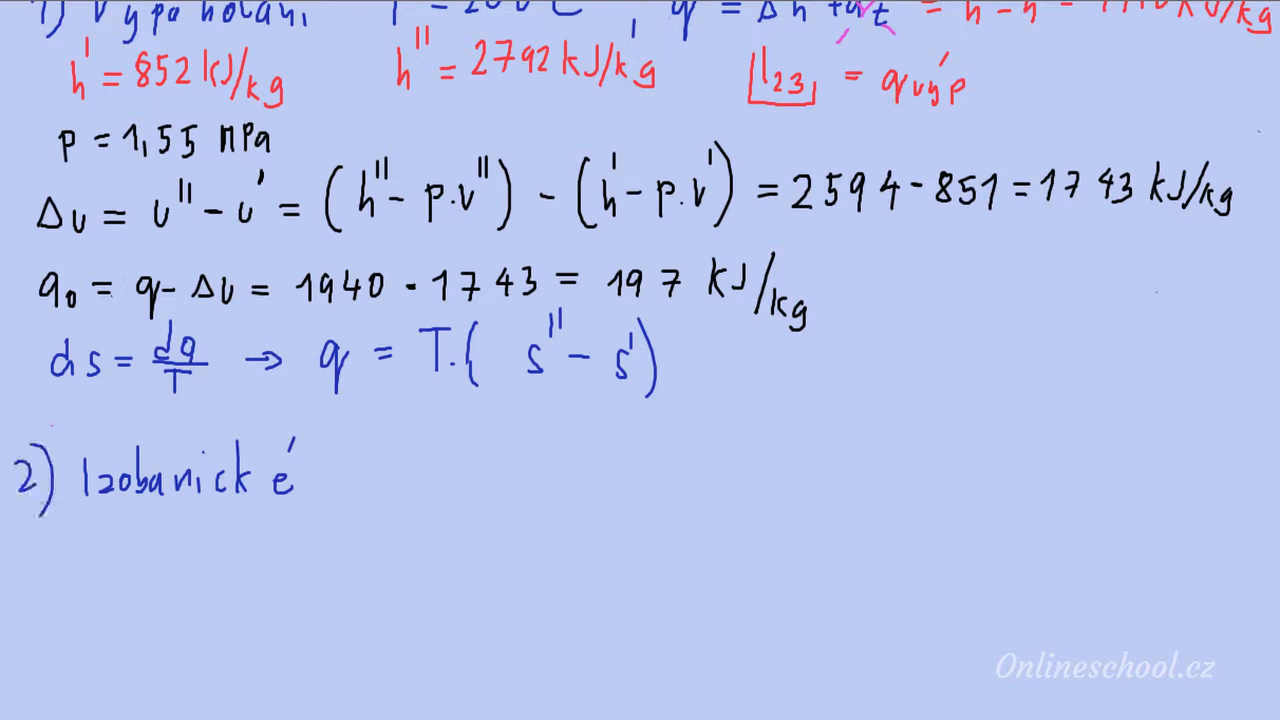 h' = 852 kJ/kg h'' = 2792 kJ/kg |l₂₃| = qvýp
p = 1,55 MPa
Δu = u'' - u' = (h'' - p.v'') - (h' - p.v') = 2594 - 851 = 1743 kJ/kg
q₀ = q - Δu = 1940 - 1743 = 197 kJ/kg
ds = dq/T → q = T.( s'' - s')
2) Izobarické
Onlineschool.cz